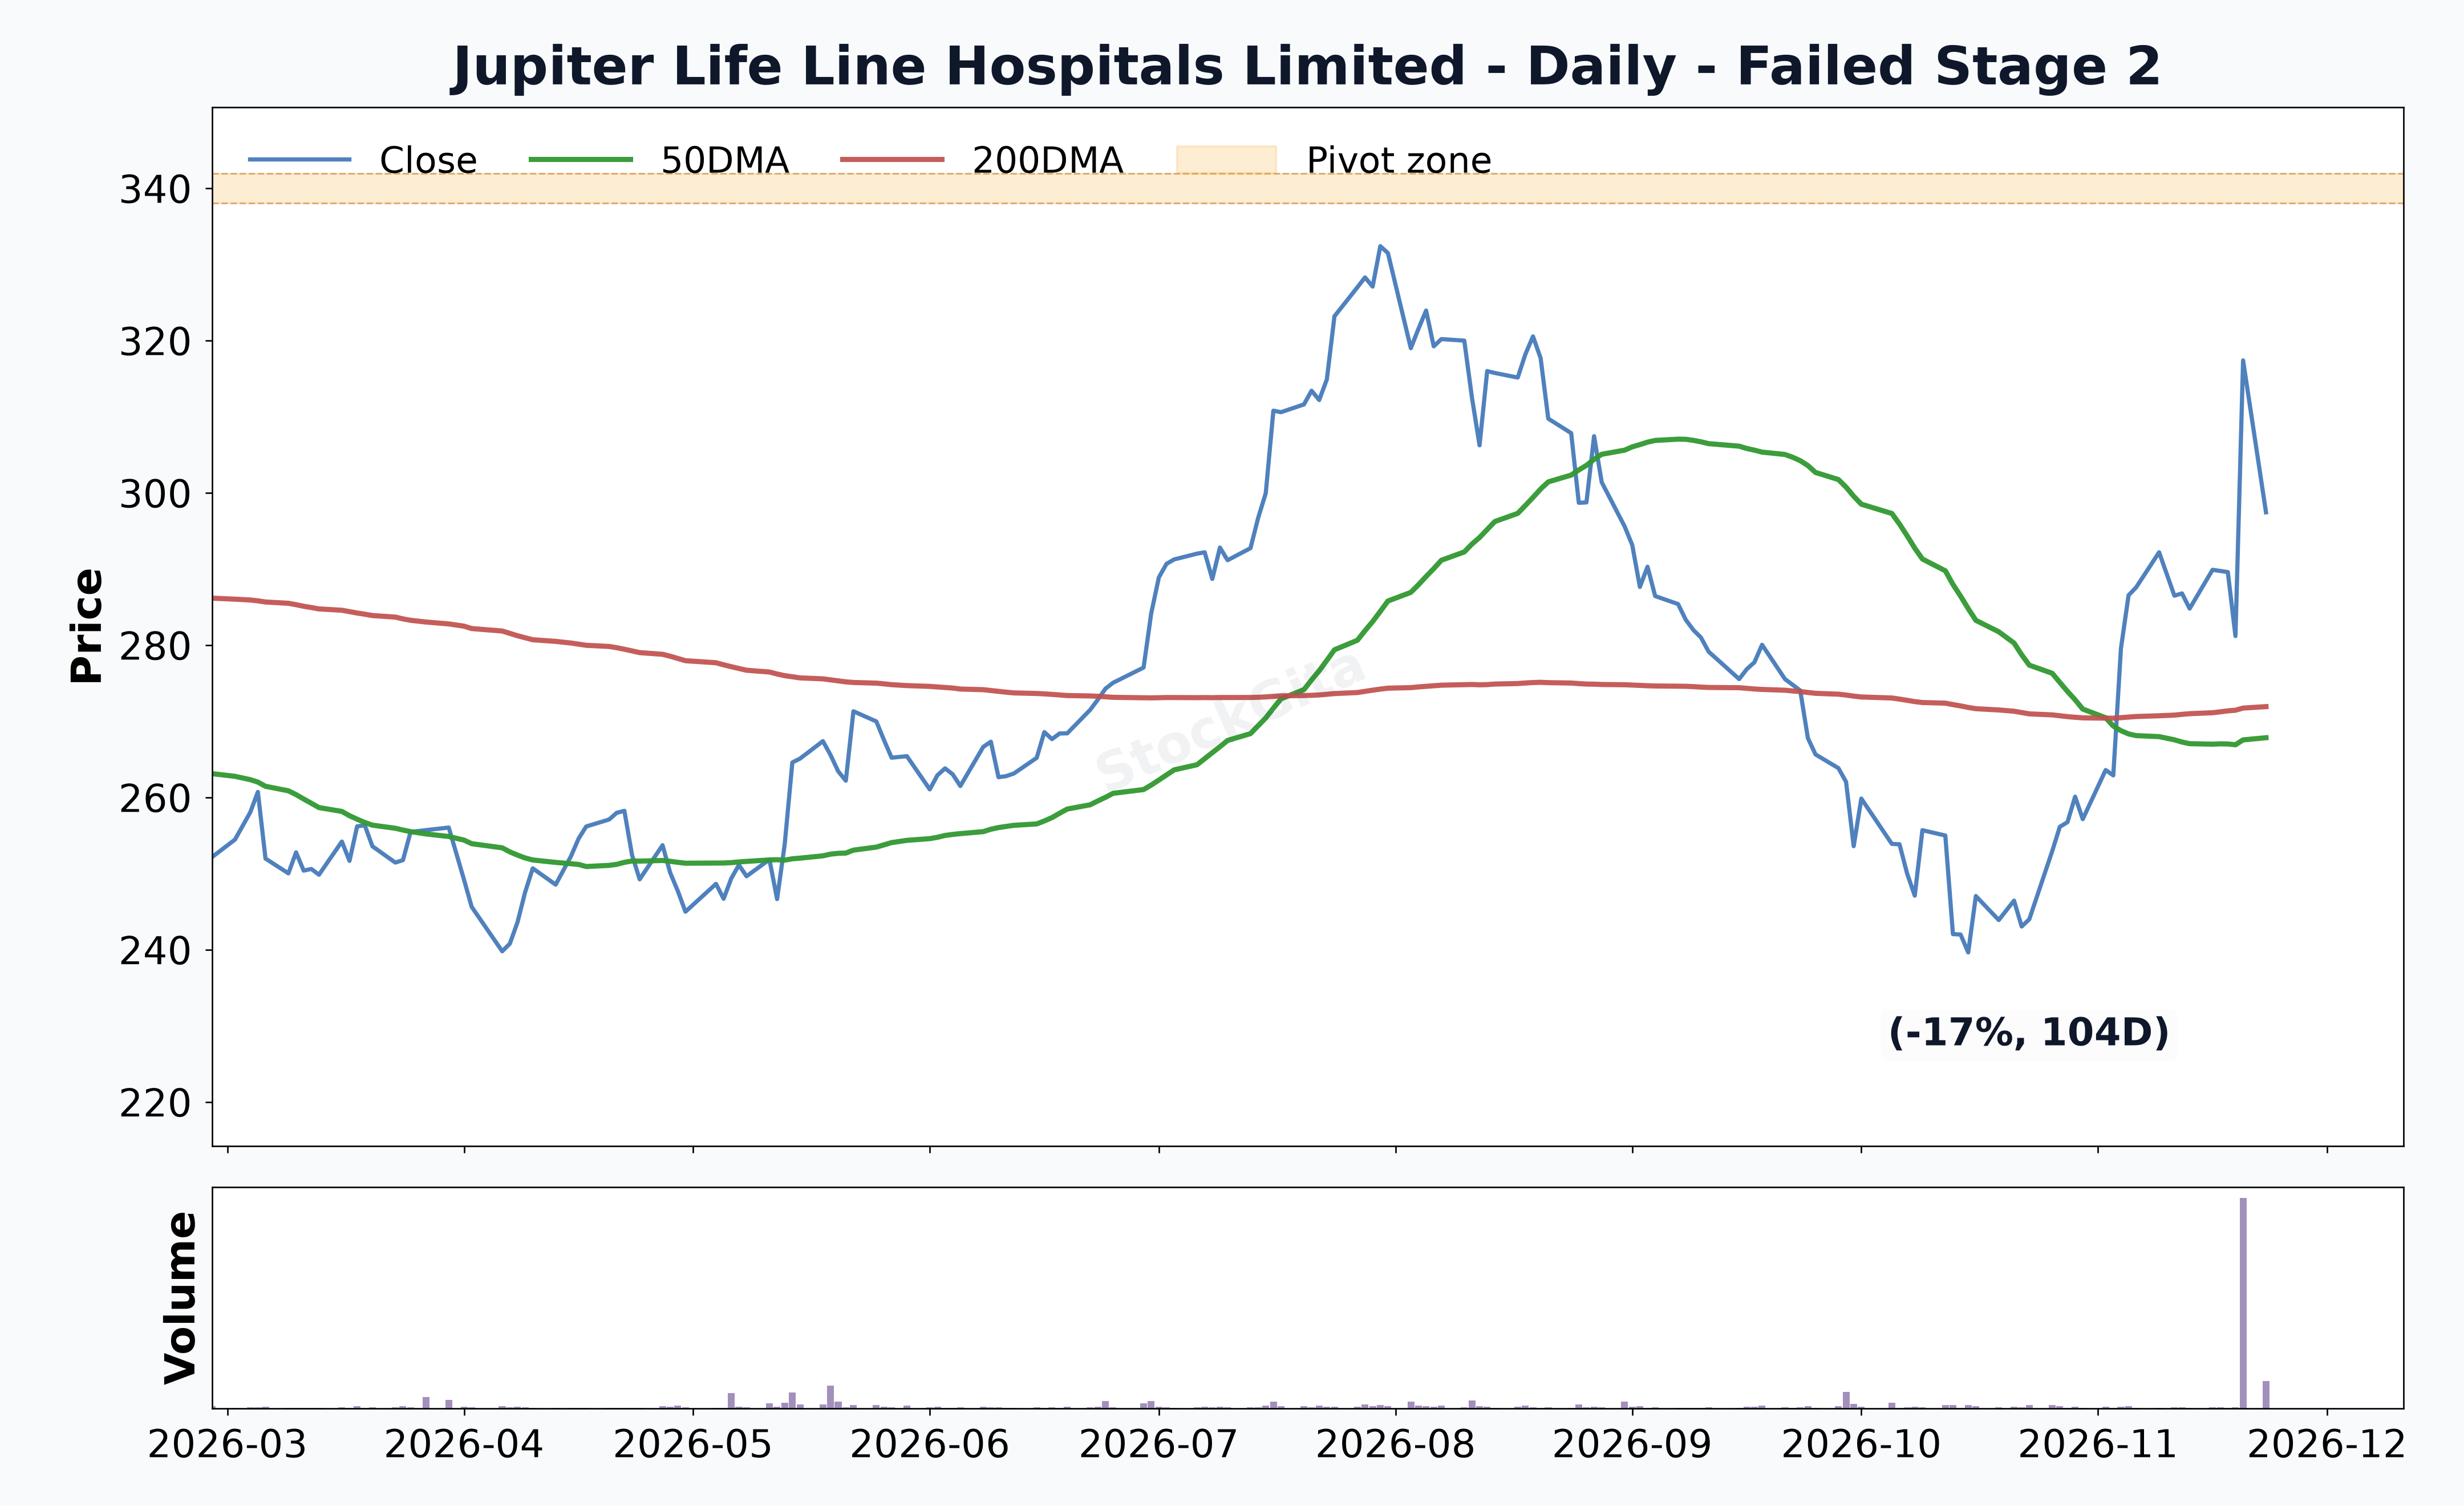 Jupiter Life Line Hospitals Limited - Daily - Failed Stage 2
Close 50DMA 200DMA Pivot zone
Price
340
320
300
280
260
240
220
StockGita
(-17%, 104D)
Volume
2026-03 2026-04 2026-05 2026-06 2026-07 2026-08 2026-09 2026-10 2026-11 2026-12